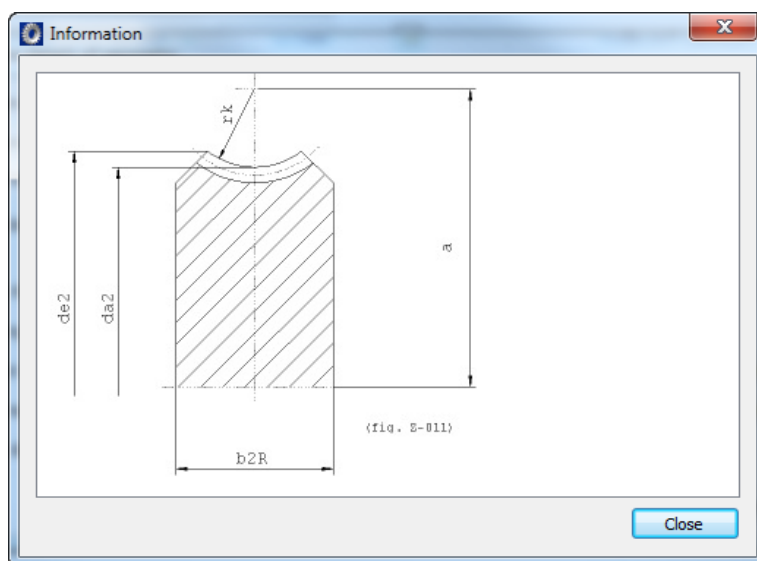 Information
rk
a
de2
da2
(fig. Z-011)
b2R
Close